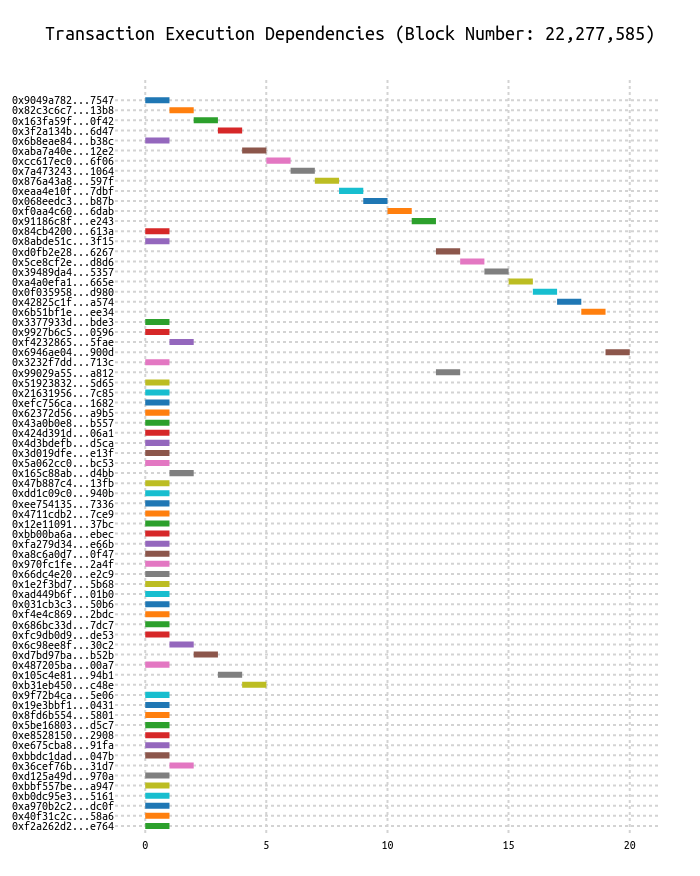 Transaction Execution Dependencies (Block Number: 22,277,585)
0x9049a782...7547
0x82c3c6c7...13b8
0x163fa59f...0f42
0x3f2a134b...6d47
0x6b8eae84...b38c
0xaba7a40e...12e2
0xcc617ec0...6f06
0x7a473243...1064
0x876a43a8...597f
0xeaa4e10f...7dbf
0x068eedc3...b87b
0xf0aa4c60...6dab
0x91186c8f...e243
0x84cb4200...613a
0x8abde51c...3f15
0xd0fb2e28...6267
0x5ce8cf2e...d8d6
0x39489da4...5357
0xa4a0efa1...665e
0x0f035958...d980
0x42825c1f...a574
0x6b51bf1e...ee34
0x3377933d...bde3
0x9927b6c5...0596
0xf4232865...5fae
0x6946ae04...900d
0x3232f7dd...713c
0x99029a55...a812
0x51923832...5d65
0x21631956...7c85
0xefc756ca...1682
0x62372d56...a9b5
0x43a0b0e8...b557
0x424d391d...06a1
0x4d3bdefb...d5ca
0x3d019dfe...e13f
0x5a062cc0...bc53
0x165c88ab...d4bb
0x47b887c4...13fb
0xdd1c09c0...940b
0xee754135...7336
0x4711cdb2...7ce9
0x12e11091...37bc
0xbb00ba6a...ebec
0xfa279d34...e66b
0xa8c6a0d7...0f47
0x970fc1fe...2a4f
0x66dc4e20...e2c9
0x1e2f3bd7...5b68
0xad449b6f...01b0
0x031cb3c3...50b6
0xf4e4c869...2bdc
0x686bc33d...7dc7
0xfc9db0d9...de53
0x6c98ee8f...30c2
0xd7bd97ba...b52b
0x487205ba...00a7
0x105c4e81...94b1
0xb31eb450...c48e
0x9f72b4ca...5e06
0x19e3bbf1...0431
0x8fd6b554...5801
0x5be16803...d5c7
0xe8528150...2908
0xe675cba8...91fa
0xbbdc1dad...047b
0x36cef76b...31d7
0xd125a49d...970a
0xbbf557be...a947
0xb0dc95e3...5161
0xa970b2c2...dc0f
0x40f31c2c...58a6
0xf2a262d2...e764
0 5 10 15 20